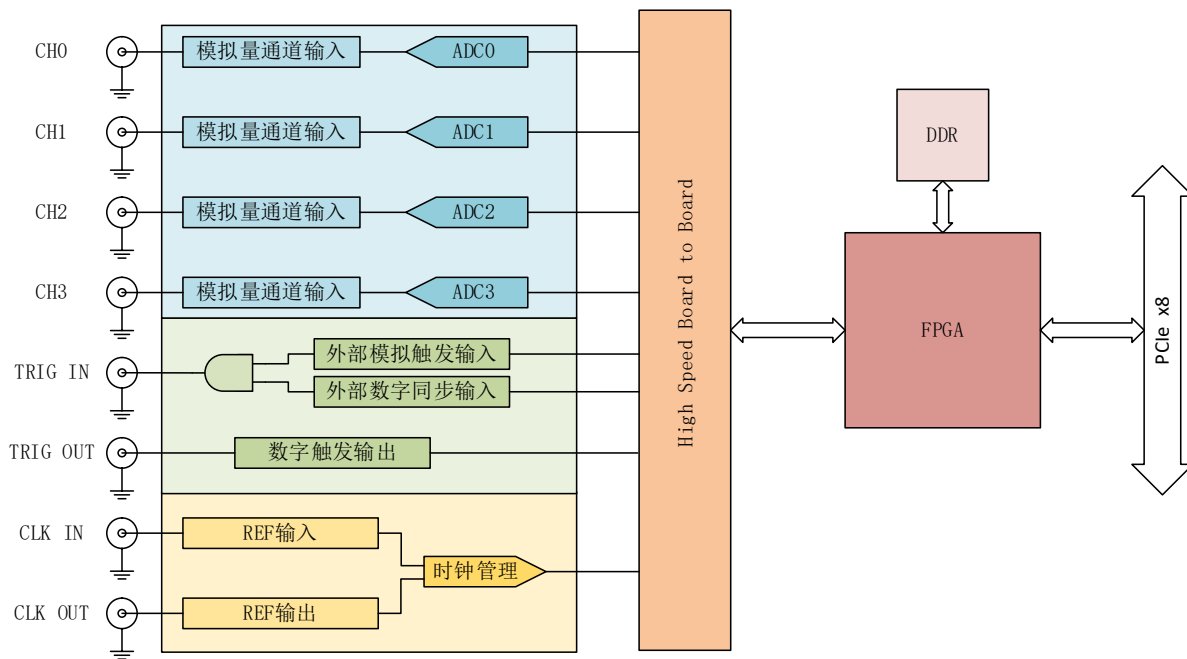 CH0
模拟量通道输入
ADC0
CH1
模拟量通道输入
ADC1
CH2
模拟量通道输入
ADC2
CH3
模拟量通道输入
ADC3
TRIG IN
外部模拟触发输入
外部数字同步输入
TRIG OUT
数字触发输出
CLK IN
REF输入
时钟管理
CLK OUT
REF输出
High Speed Board to Board
DDR
FPGA
PCIe x8